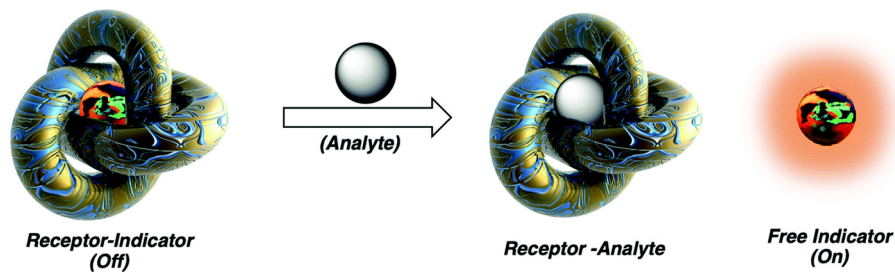 (Analyte)
Receptor-Indicator
(Off)
Receptor -Analyte
Free Indicator
(On)